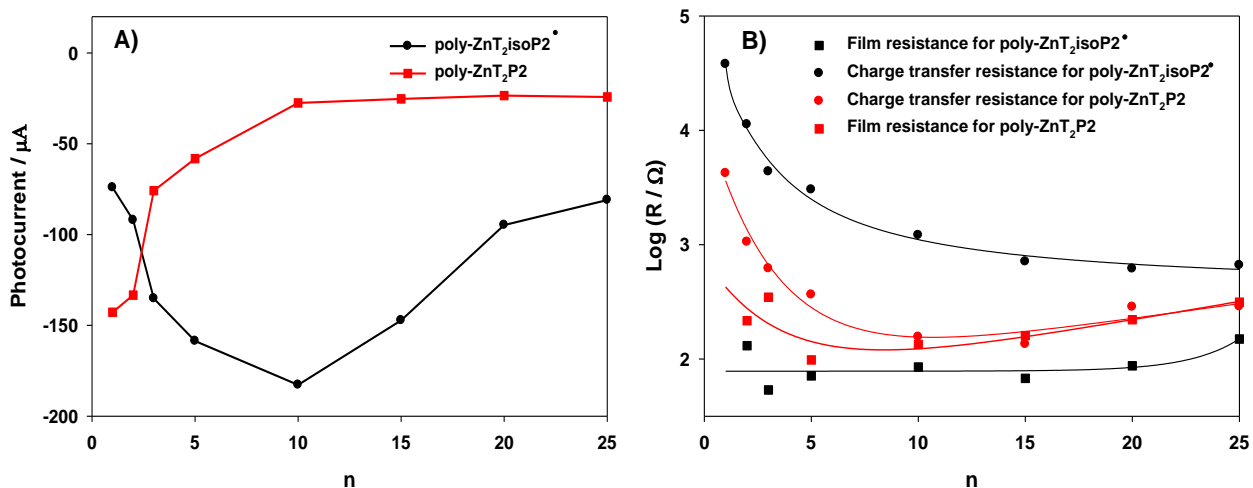 A)
poly-ZnT₂isoP2•
poly-ZnT₂P2
0
-50
-100
-150
-200
Photocurrent / µA
0 5 10 15 20 25
n
B)
Film resistance for poly-ZnT₂isoP2•
Charge transfer resistance for poly-ZnT₂isoP2•
Charge transfer resistance for poly-ZnT₂P2
Film resistance for poly-ZnT₂P2
5
4
3
2
1
Log (R / Ω)
0 5 10 15 20 25
n